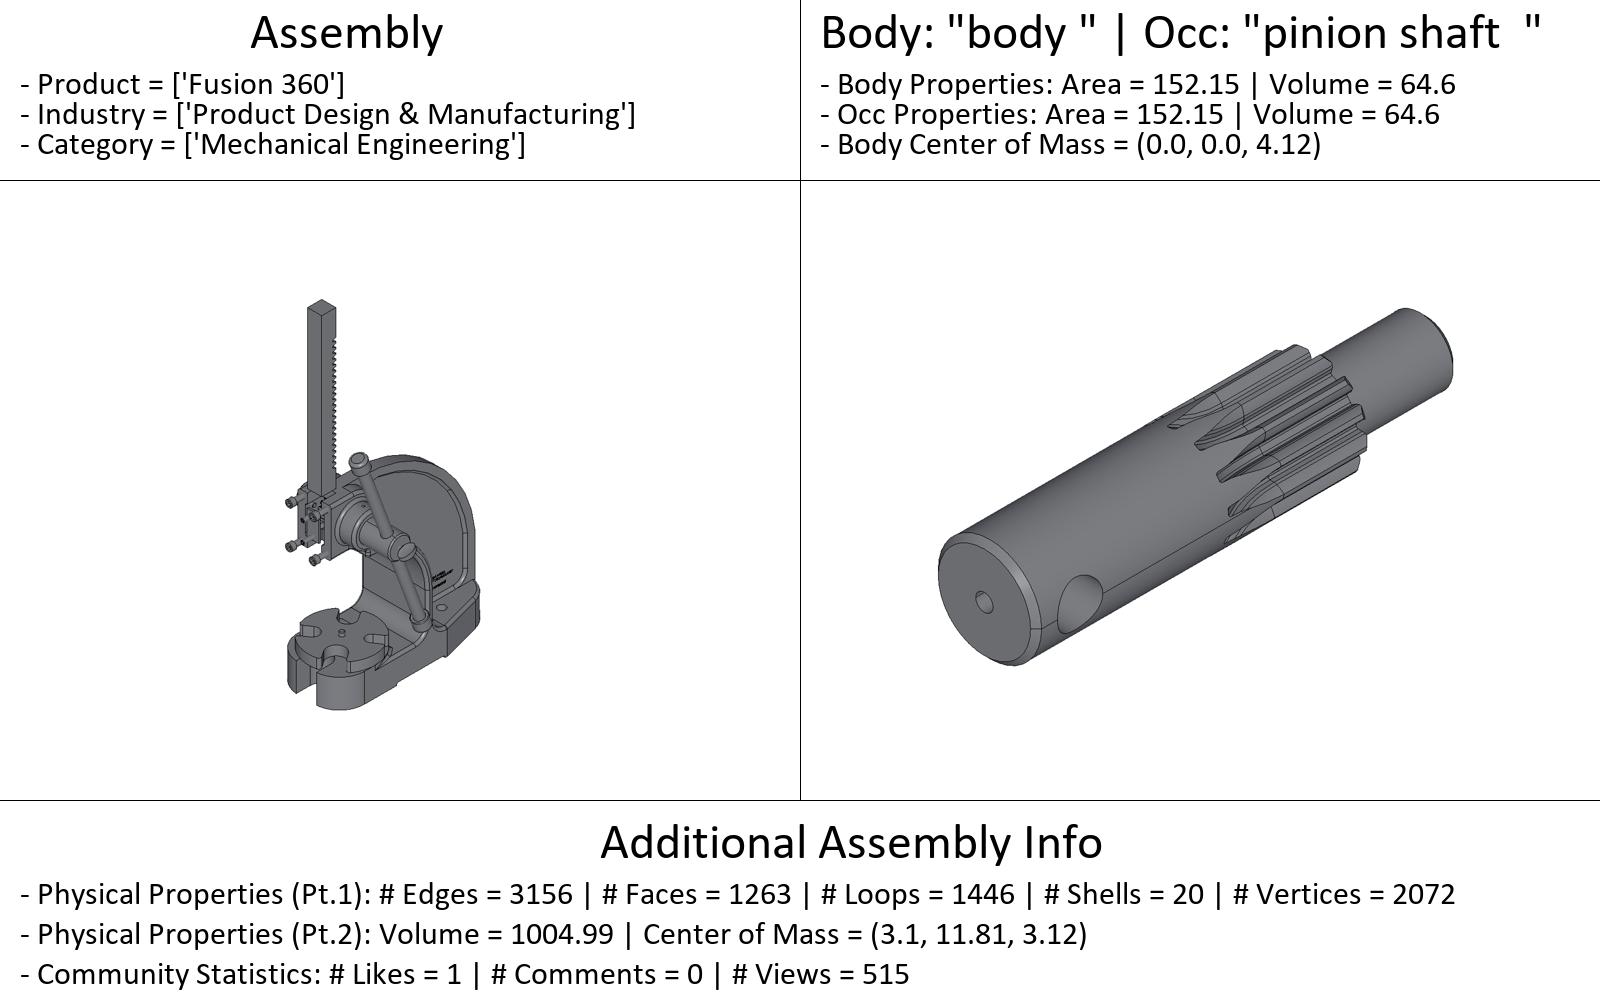 Assembly
- Product = ['Fusion 360']
- Industry = ['Product Design & Manufacturing']
- Category = ['Mechanical Engineering']
Body: "body " | Occ: "pinion shaft  "
- Body Properties: Area = 152.15 | Volume = 64.6
- Occ Properties: Area = 152.15 | Volume = 64.6
- Body Center of Mass = (0.0, 0.0, 4.12)
Additional Assembly Info
- Physical Properties (Pt.1): # Edges = 3156 | # Faces = 1263 | # Loops = 1446 | # Shells = 20 | # Vertices = 2072
- Physical Properties (Pt.2): Volume = 1004.99 | Center of Mass = (3.1, 11.81, 3.12)
- Community Statistics: # Likes = 1 | # Comments = 0 | # Views = 515